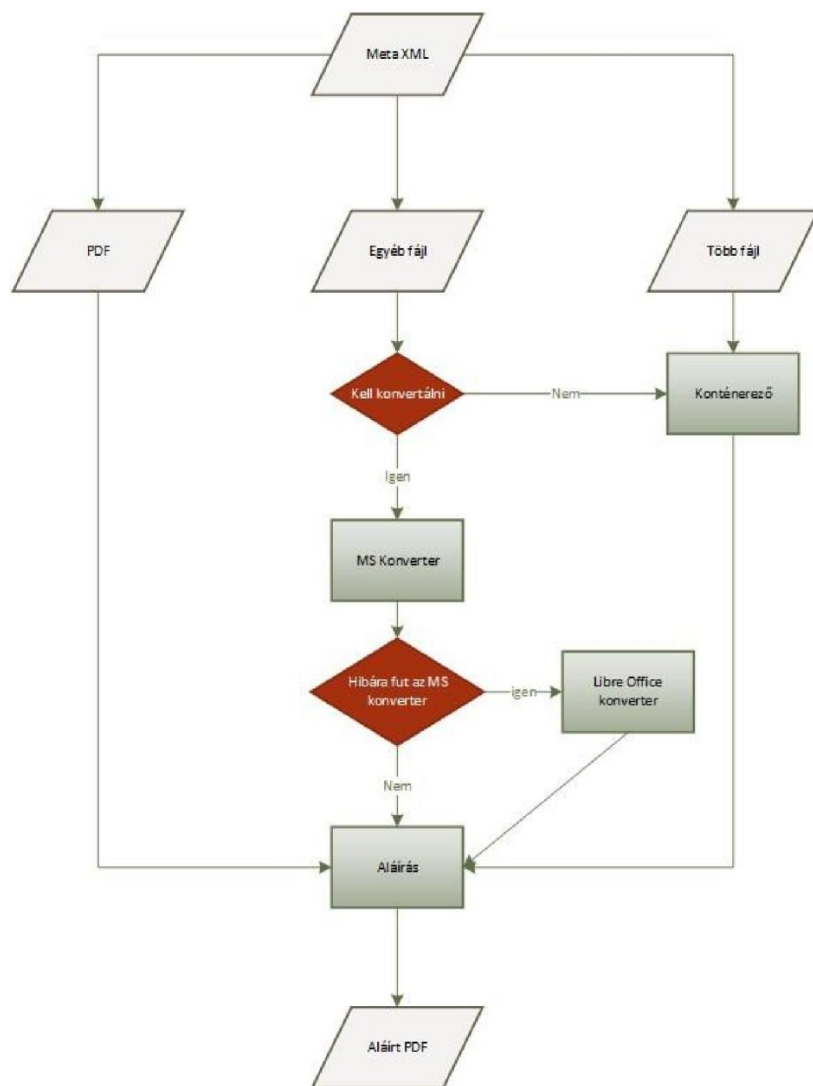 Meta XML
PDF
Egyéb fájl
Több fájl
Kell konvertálni
Nem
Konténerező
Igen
MS Konverter
Hibára fut az MS
konverter
igen
Libre Office
konverter
Nem
Aláírás
Aláírt PDF